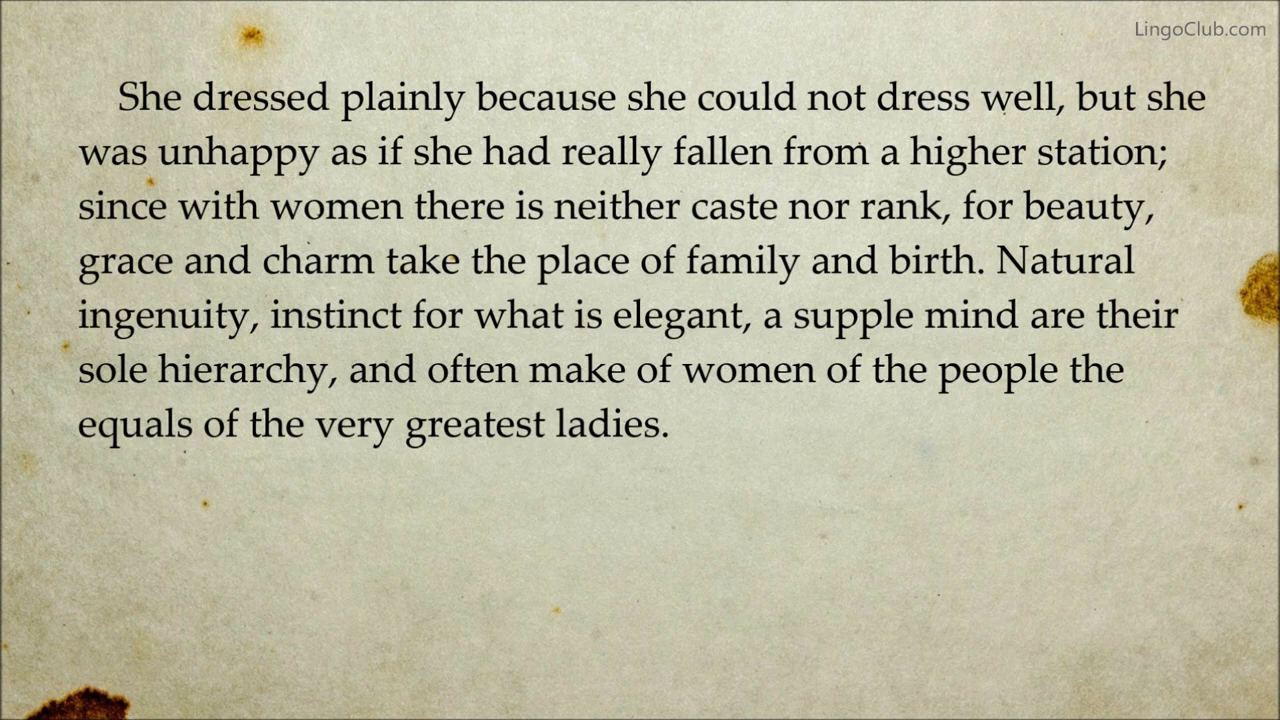 LingoClub.com
She dressed plainly because she could not dress well, but she
was unhappy as if she had really fallen from a higher station;
since with women there is neither caste nor rank, for beauty,
grace and charm take the place of family and birth. Natural
ingenuity, instinct for what is elegant, a supple mind are their
sole hierarchy, and often make of women of the people the
equals of the very greatest ladies.